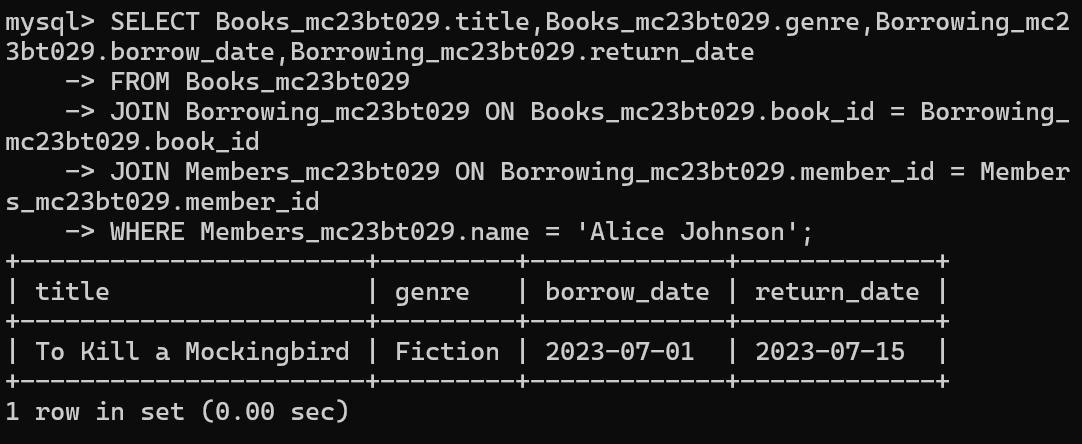 mysql> SELECT Books_mc23bt029.title,Books_mc23bt029.genre,Borrowing_mc2
3bt029.borrow_date,Borrowing_mc23bt029.return_date
    -> FROM Books_mc23bt029
    -> JOIN Borrowing_mc23bt029 ON Books_mc23bt029.book_id = Borrowing_
mc23bt029.book_id
    -> JOIN Members_mc23bt029 ON Borrowing_mc23bt029.member_id = Member
s_mc23bt029.member_id
    -> WHERE Members_mc23bt029.name = 'Alice Johnson';
+-----------------------+---------+-------------+-------------+
| title                 | genre   | borrow_date | return_date |
+-----------------------+---------+-------------+-------------+
| To Kill a Mockingbird | Fiction | 2023-07-01  | 2023-07-15  |
+-----------------------+---------+-------------+-------------+
1 row in set (0.00 sec)